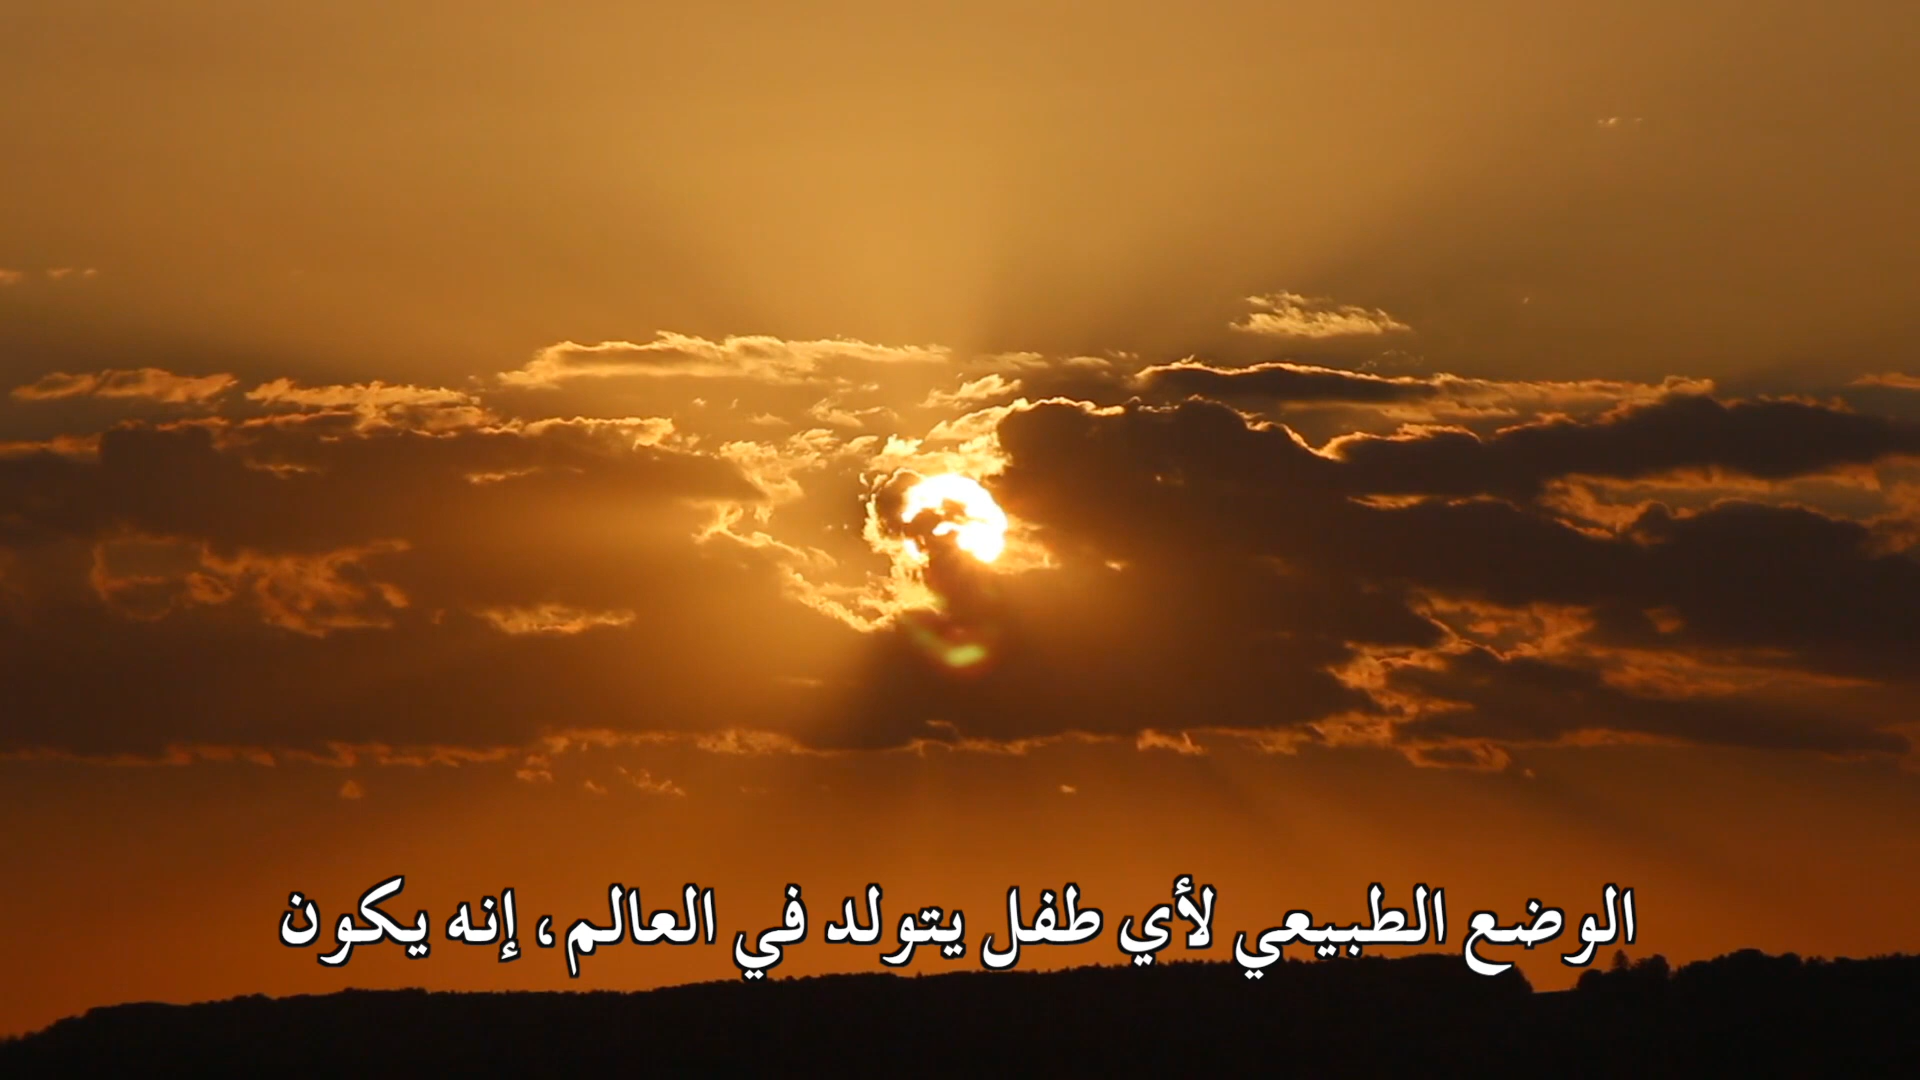 الوضع الطبيعي لأي طفل يتولد في العالم، إنه يكون